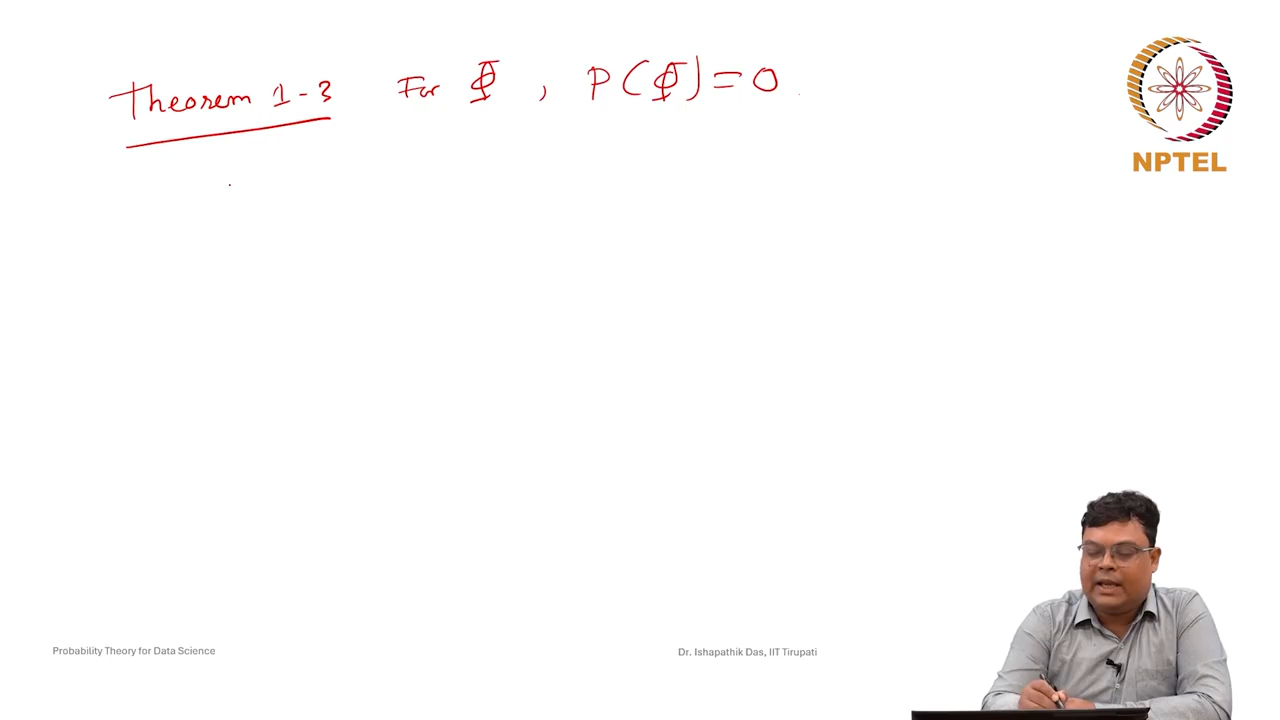 Theorem 1-3 For Φ, P(Φ)=0
NPTEL
Probability Theory for Data Science
Dr. Ishapathik Das, IIT Tirupati